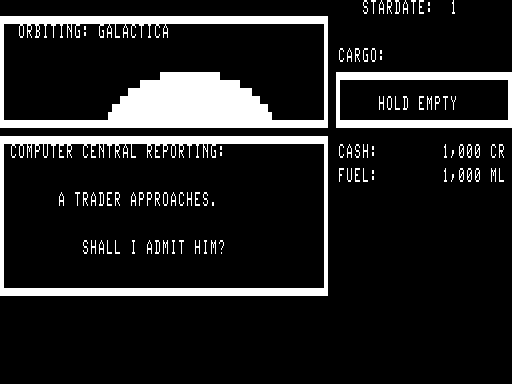 STARDATE: 1
ORBITING: GALACTICA
CARGO:
HOLD EMPTY
COMPUTER CENTRAL REPORTING:
A TRADER APPROACHES.
SHALL I ADMIT HIM?
CASH: 1,000 CR
FUEL: 1,000 ML